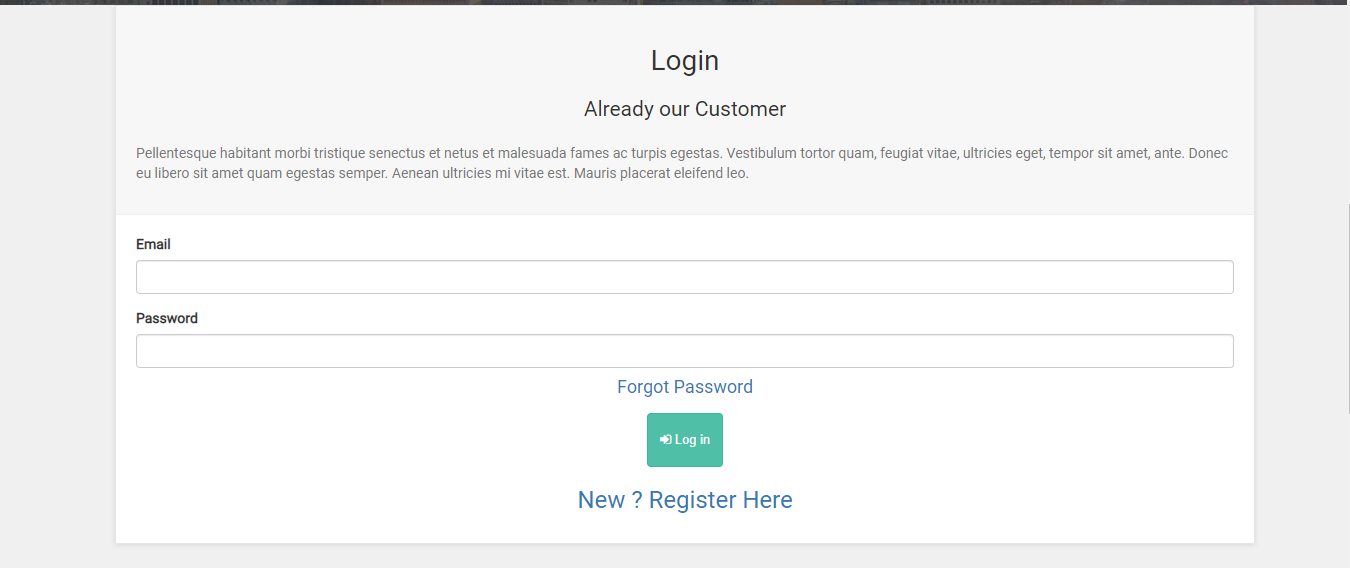 Login
Already our Customer
Pellentesque habitant morbi tristique senectus et netus et malesuada fames ac turpis egestas. Vestibulum tortor quam, feugiat vitae, ultricies eget, tempor sit amet, ante. Donec
eu libero sit amet quam egestas semper. Aenean ultricies mi vitae est. Mauris placerat eleifend leo.
Email
Password
Forgot Password
Log in
New ? Register Here